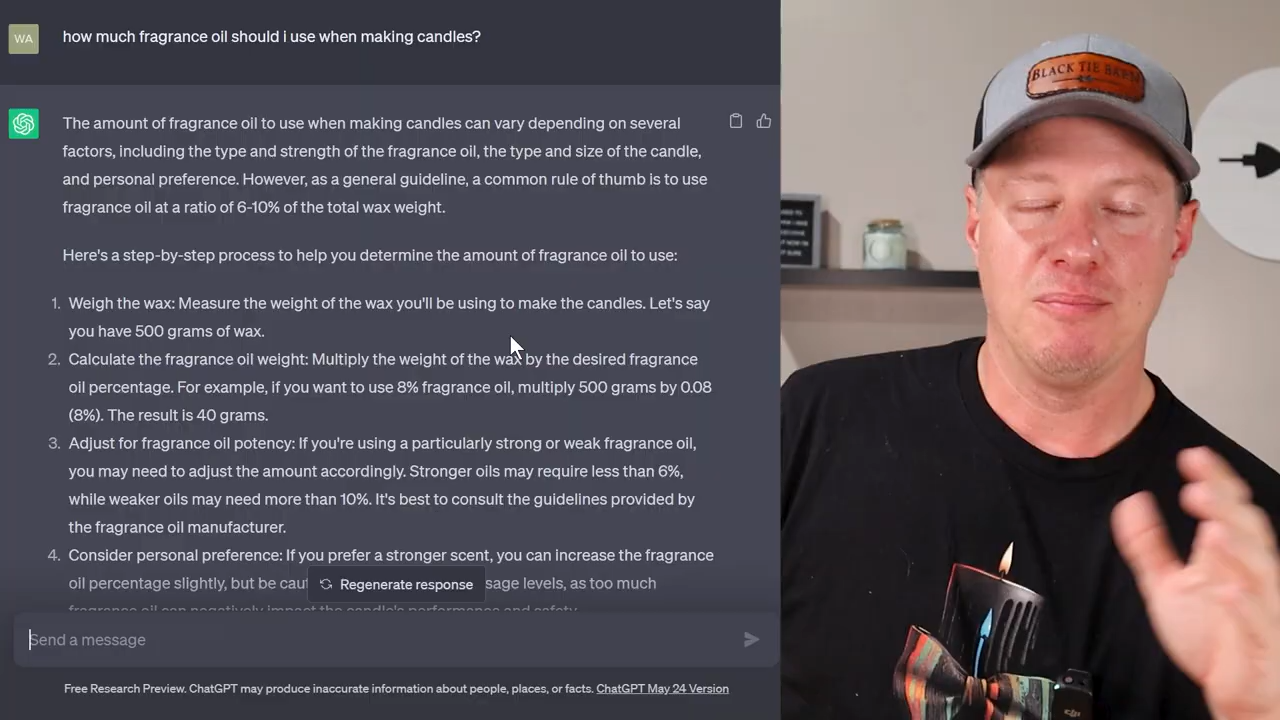 WA
how much fragrance oil should i use when making candles?
The amount of fragrance oil to use when making candles can vary depending on several
factors, including the type and strength of the fragrance oil, the type and size of the candle,
and personal preference. However, as a general guideline, a common rule of thumb is to use
fragrance oil at a ratio of 6-10% of the total wax weight.
Here's a step-by-step process to help you determine the amount of fragrance oil to use:
1. Weigh the wax: Measure the weight of the wax you'll be using to make the candles. Let's say
you have 500 grams of wax.
2. Calculate the fragrance oil weight: Multiply the weight of the wax by the desired fragrance
oil percentage. For example, if you want to use 8% fragrance oil, multiply 500 grams by 0.08
(8%). The result is 40 grams.
3. Adjust for fragrance oil potency: If you're using a particularly strong or weak fragrance oil,
you may need to adjust the amount accordingly. Stronger oils may require less than 6%,
while weaker oils may need more than 10%. It's best to consult the guidelines provided by
the fragrance oil manufacturer.
4. Consider personal preference: If you prefer a stronger scent, you can increase the fragrance
oil percentage slightly, but be cau
Regenerate response
sage levels, as too much
fragrance oil can negatively impact the candle's performance and safety.
Send a message
Free Research Preview. ChatGPT may produce inaccurate information about people, places, or facts. ChatGPT May 24 Version
BLACK TIE BARN
DJI